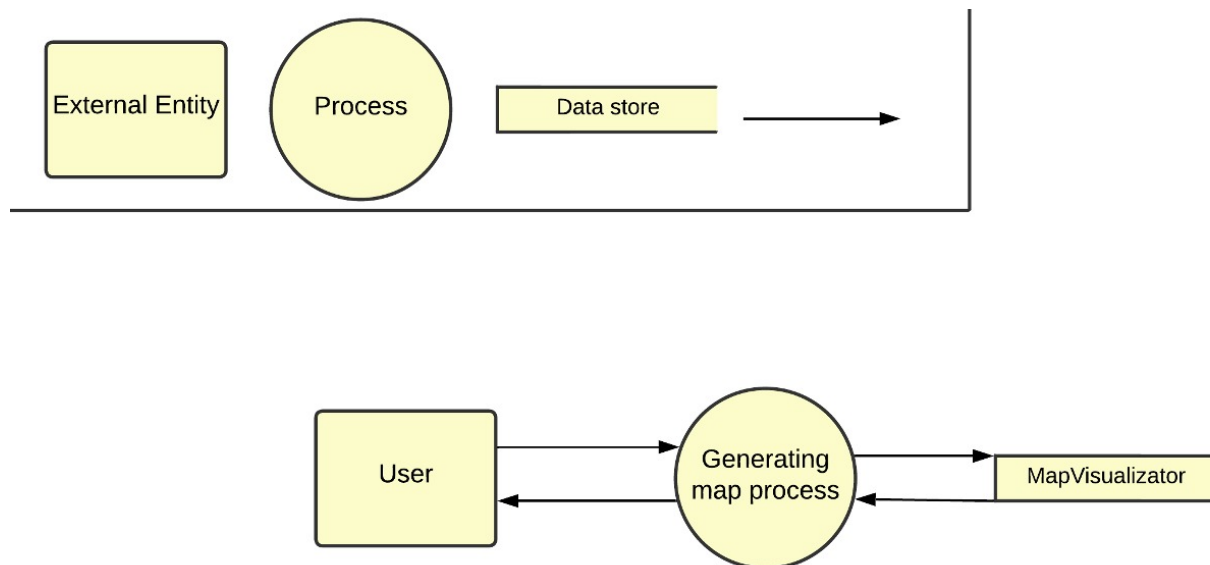 External Entity
Process
Data store
User
Generating
map process
MapVisualizator